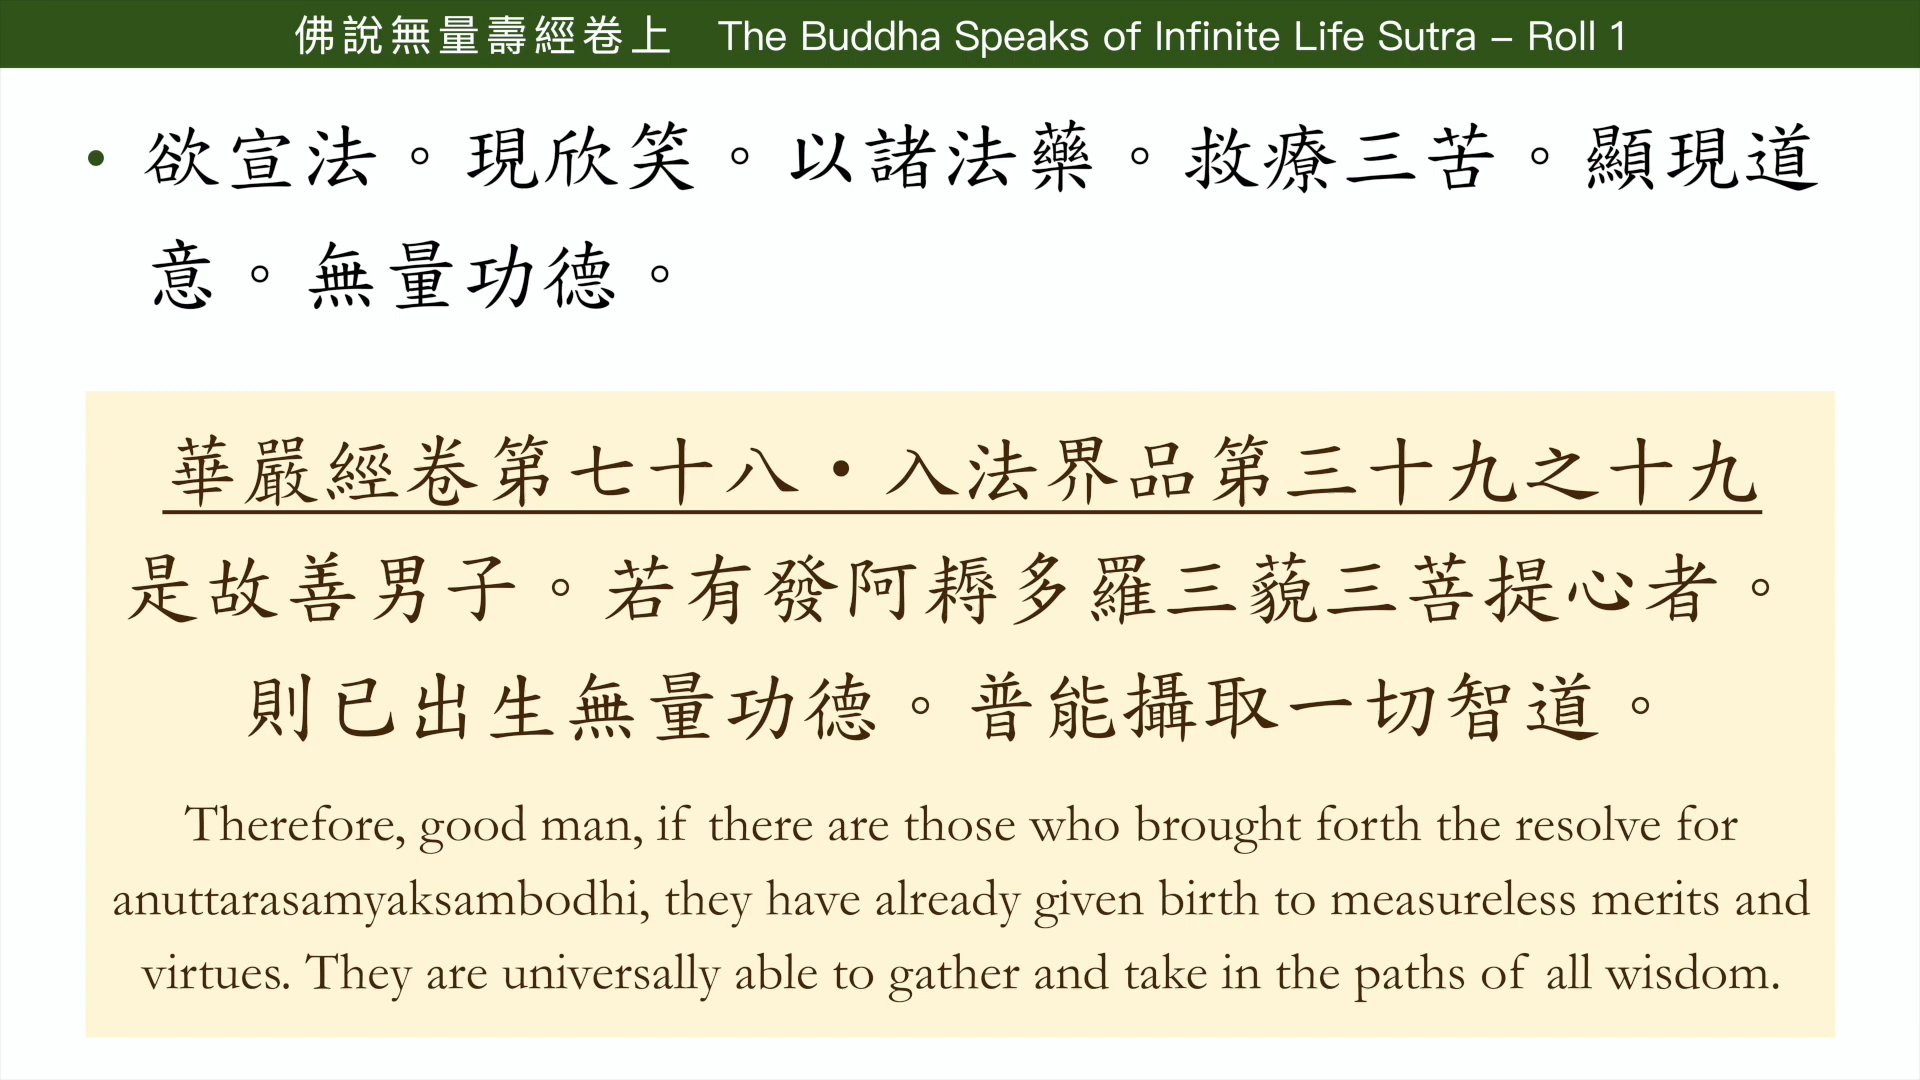 佛說無量壽經卷上 The Buddha Speaks of Infinite Life Sutra – Roll 1
• 欲宣法。現欣笑。以諸法藥。救療三苦。顯現道
意。無量功德。
華嚴經卷第七十八・入法界品第三十九之十九
是故善男子。若有發阿耨多羅三藐三菩提心者。
則已出生無量功德。普能攝取一切智道。
Therefore, good man, if there are those who brought forth the resolve for
anuttarasamyaksambodhi, they have already given birth to measureless merits and
virtues. They are universally able to gather and take in the paths of all wisdom.